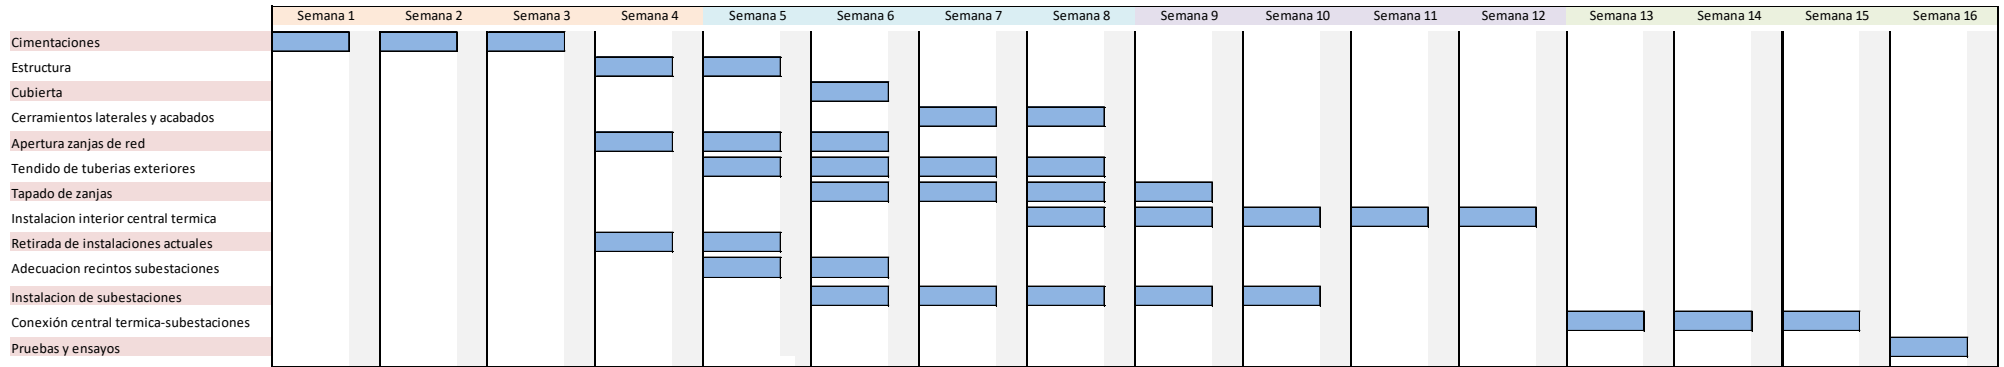 Semana 1 Semana 2 Semana 3 Semana 4 Semana 5 Semana 6 Semana 7 Semana 8 Semana 9 Semana 10 Semana 11 Semana 12 Semana 13 Semana 14 Semana 15 Semana 16
Cimentaciones
Estructura
Cubierta
Cerramientos laterales y acabados
Apertura zanjas de red
Tendido de tuberias exteriores
Tapado de zanjas
Instalacion interior central termica
Retirada de instalaciones actuales
Adecuacion recintos subestaciones
Instalacion de subestaciones
Conexión central termica-subestaciones
Pruebas y ensayos